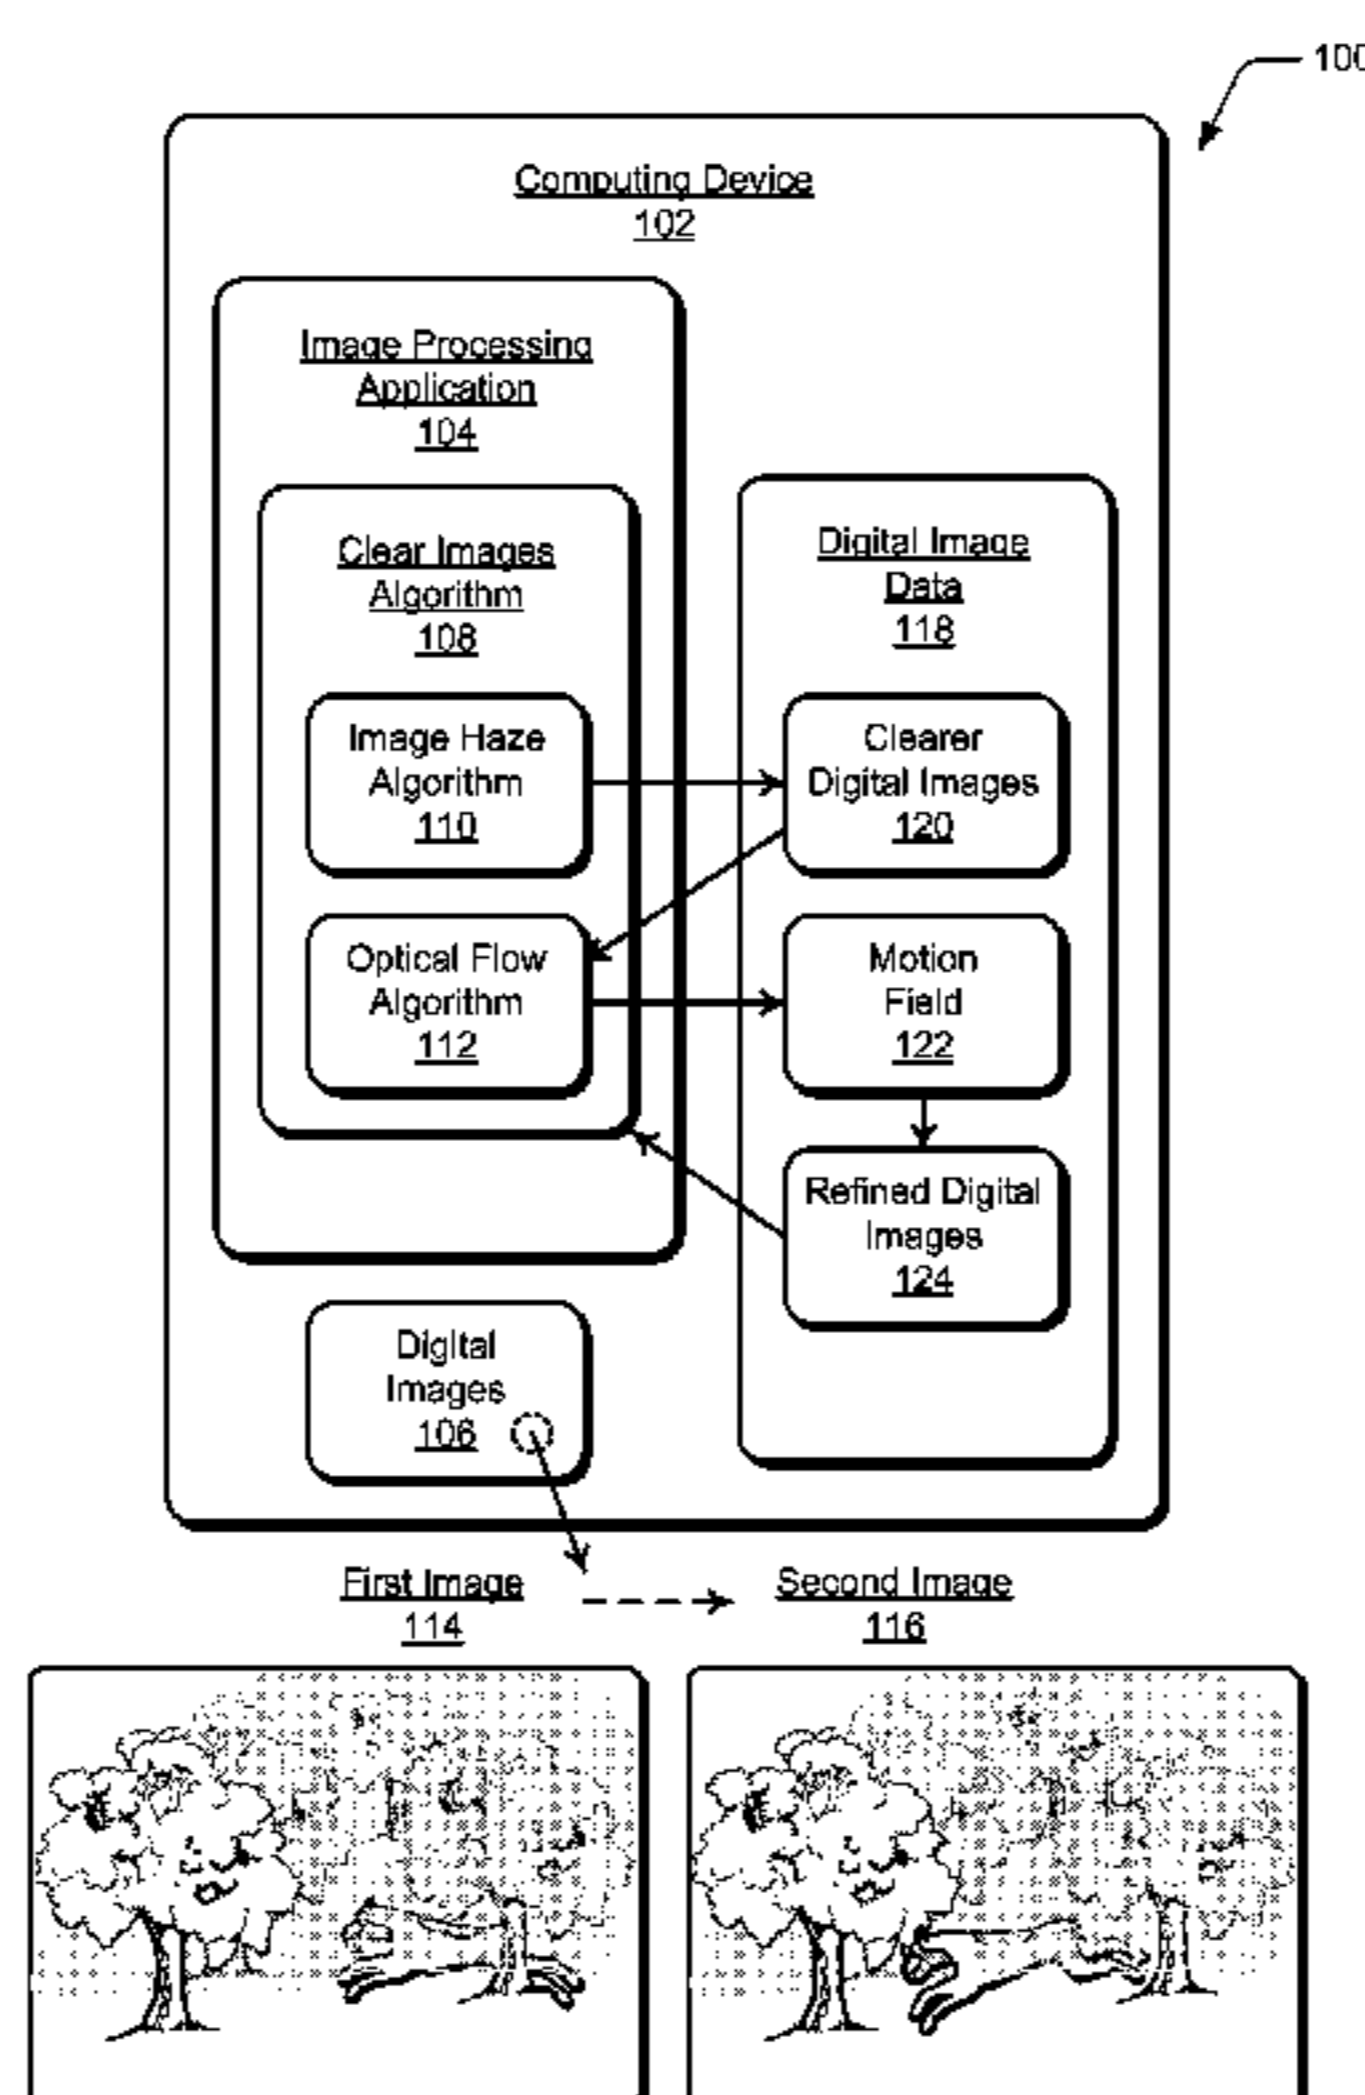 100
Computing Device
102
Image Processing
Application
104
Clear Images
Algorithm
108
Image Haze
Algorithm
110
Optical Flow
Algorithm
112
Digital Image
Data
118
Clearer
Digital Images
120
Motion
Field
122
Refined Digital
Images
124
Digital
Images
106
First Image
114
Second Image
116